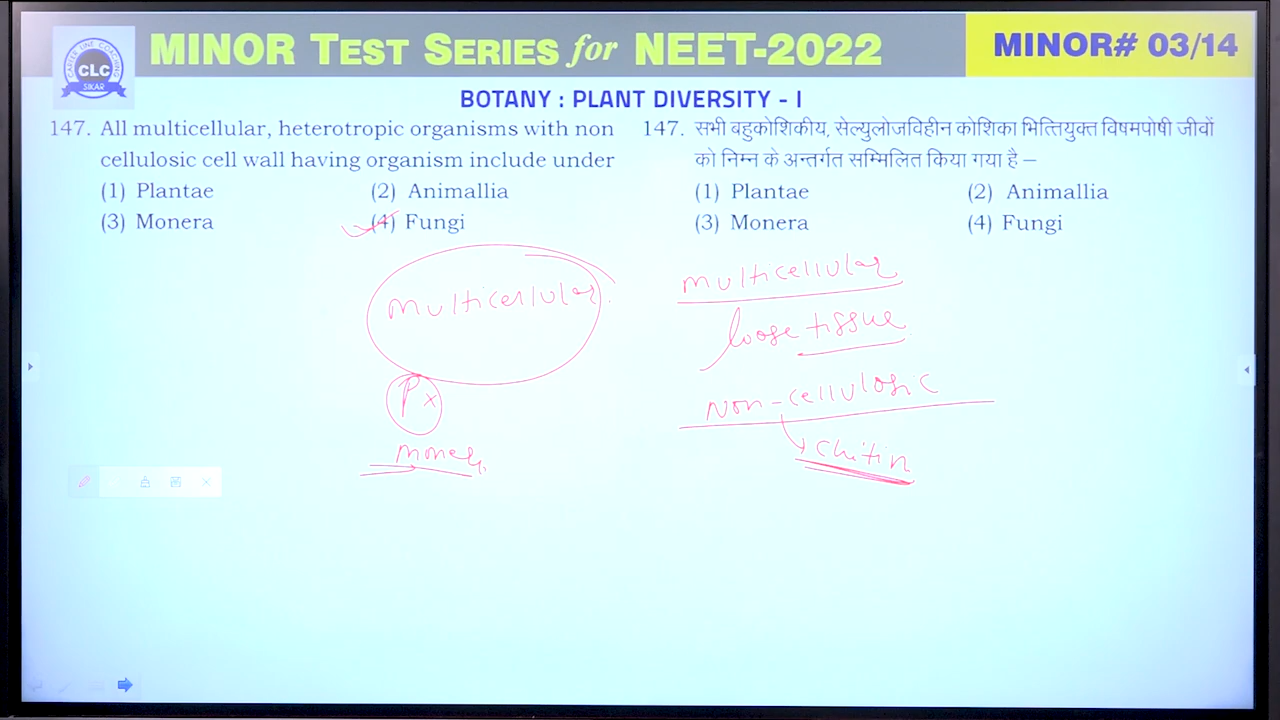 CAREER LINE COACHING
CLC
SIKAR
MINOR TEST SERIES for NEET-2022
MINOR# 03/14
BOTANY : PLANT DIVERSITY - I
147. All multicellular, heterotropic organisms with non
cellulosic cell wall having organism include under
(1) Plantae (2) Animallia
(3) Monera (4) Fungi
147. सभी बहुकोशिकीय, सेल्युलोजविहीन कोशिका भित्तियुक्त विषमपोषी जीवों
को निम्न के अन्तर्गत सम्मिलित किया गया है –
(1) Plantae (2) Animallia
(3) Monera (4) Fungi
Multicellular
P×
multicellular
loose tissue
Non-cellulosic
chitin